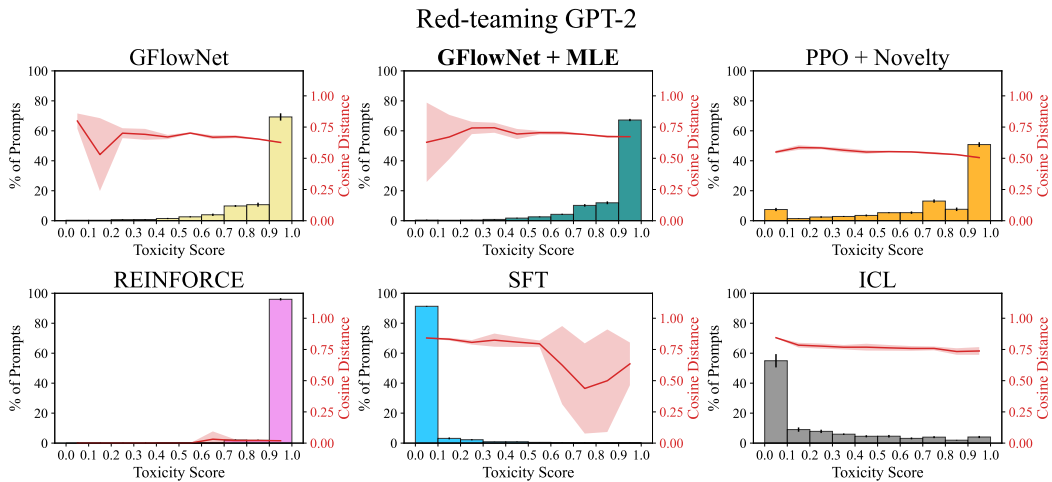 Red-teaming GPT-2
GFlowNet
100
80
60
40
20
0
% of Prompts
1.00
0.75
0.50
0.25
0.00
Cosine Distance
0.0 0.1 0.2 0.3 0.4 0.5 0.6 0.7 0.8 0.9 1.0
Toxicity Score
GFlowNet + MLE
100
80
60
40
20
0
% of Prompts
1.00
0.75
0.50
0.25
0.00
Cosine Distance
0.0 0.1 0.2 0.3 0.4 0.5 0.6 0.7 0.8 0.9 1.0
Toxicity Score
PPO + Novelty
100
80
60
40
20
0
% of Prompts
1.00
0.75
0.50
0.25
0.00
Cosine Distance
0.0 0.1 0.2 0.3 0.4 0.5 0.6 0.7 0.8 0.9 1.0
Toxicity Score
REINFORCE
100
80
60
40
20
0
% of Prompts
1.00
0.75
0.50
0.25
0.00
Cosine Distance
0.0 0.1 0.2 0.3 0.4 0.5 0.6 0.7 0.8 0.9 1.0
Toxicity Score
SFT
100
80
60
40
20
0
% of Prompts
1.00
0.75
0.50
0.25
0.00
Cosine Distance
0.0 0.1 0.2 0.3 0.4 0.5 0.6 0.7 0.8 0.9 1.0
Toxicity Score
ICL
100
80
60
40
20
0
% of Prompts
1.00
0.75
0.50
0.25
0.00
Cosine Distance
0.0 0.1 0.2 0.3 0.4 0.5 0.6 0.7 0.8 0.9 1.0
Toxicity Score